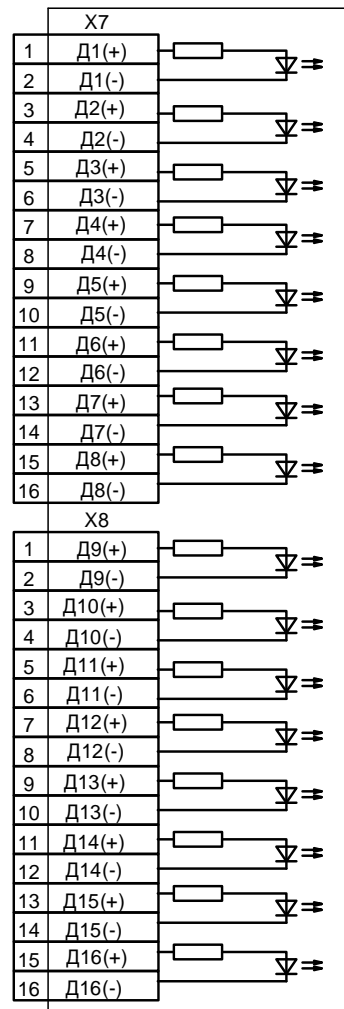 X7
1 Д1(+)
2 Д1(-)
3 Д2(+)
4 Д2(-)
5 Д3(+)
6 Д3(-)
7 Д4(+)
8 Д4(-)
9 Д5(+)
10 Д5(-)
11 Д6(+)
12 Д6(-)
13 Д7(+)
14 Д7(-)
15 Д8(+)
16 Д8(-)
X8
1 Д9(+)
2 Д9(-)
3 Д10(+)
4 Д10(-)
5 Д11(+)
6 Д11(-)
7 Д12(+)
8 Д12(-)
9 Д13(+)
10 Д13(-)
11 Д14(+)
12 Д14(-)
13 Д15(+)
14 Д15(-)
15 Д16(+)
16 Д16(-)